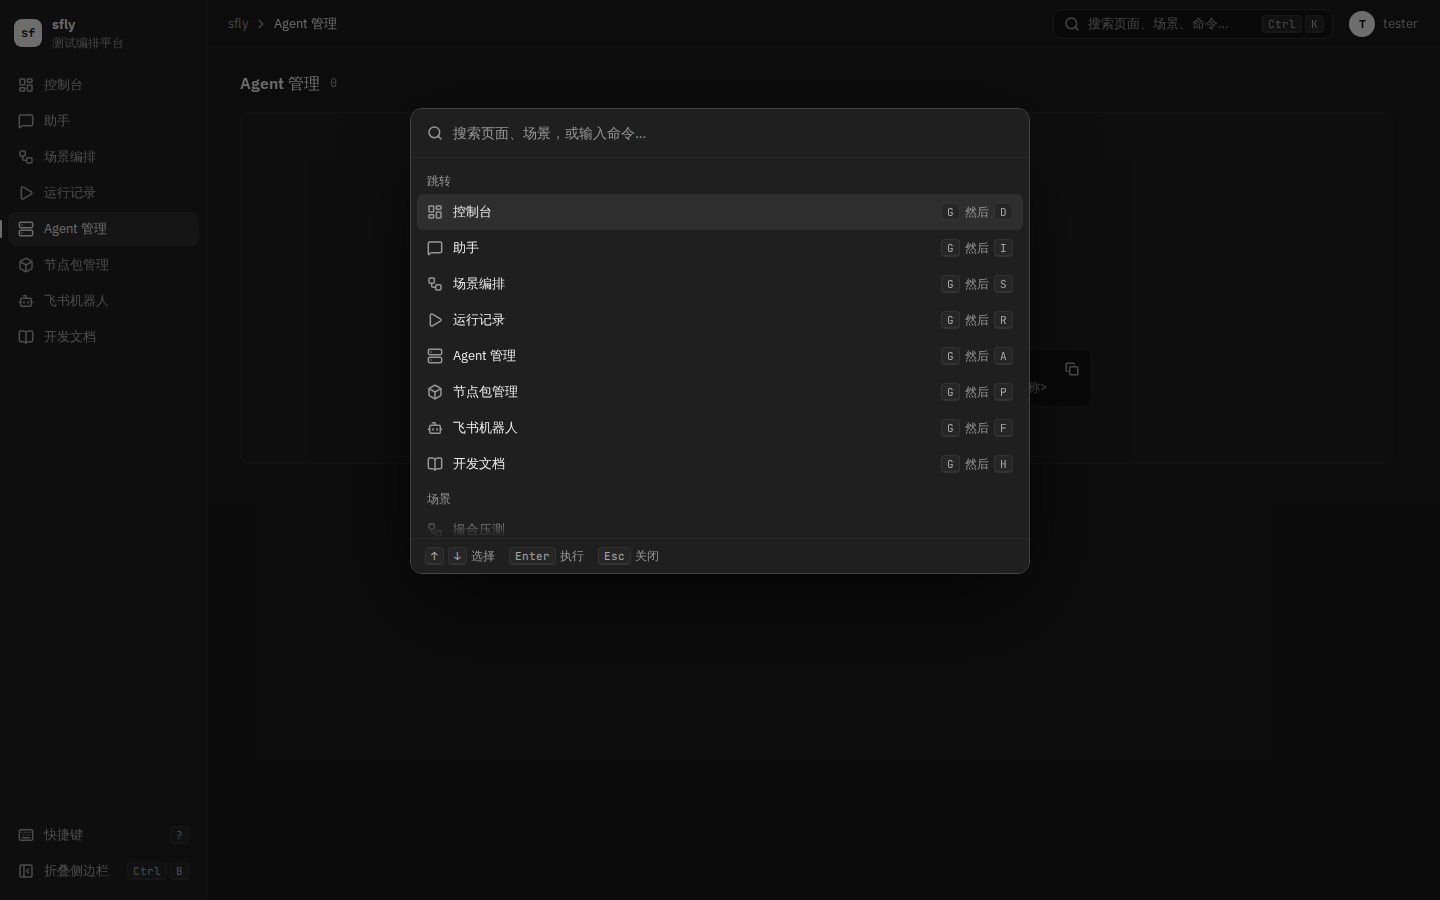 sf
sfly
测试编排平台
控制台
助手
场景编排
运行记录
Agent 管理
节点包管理
飞书机器人
开发文档
快捷键 ?
折叠侧边栏 Ctrl B
sfly > Agent 管理
搜索页面、场景、命令... Ctrl K
T tester
Agent 管理 0
称>
搜索页面、场景，或输入命令...
跳转
控制台 G 然后 D
助手 G 然后 I
场景编排 G 然后 S
运行记录 G 然后 R
Agent 管理 G 然后 A
节点包管理 G 然后 P
飞书机器人 G 然后 F
开发文档 G 然后 H
场景
撮合压测
↑ ↓ 选择 Enter 执行 Esc 关闭